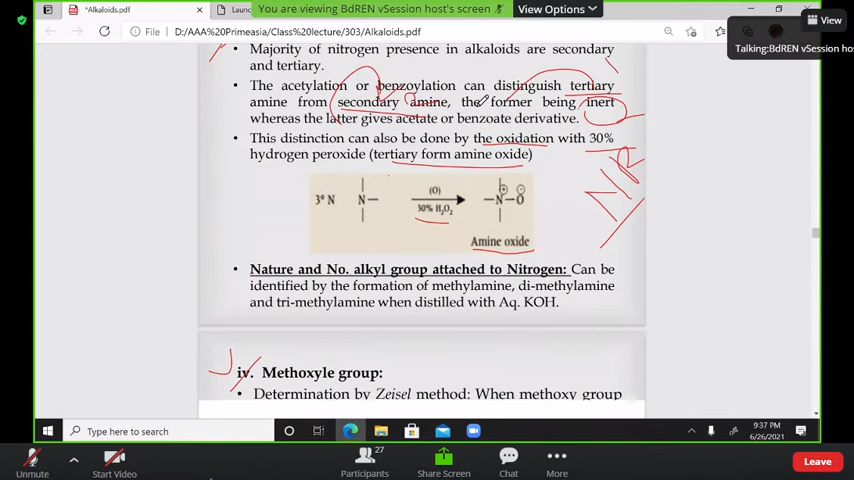 You are viewing BdREN vSession host's screen
View Options
*Alkaloids.pdf
Launc
View
File
D:/AAA%20Primeasia/Class%20lecture/303/Alkaloids.pdf
Talking:BdREN vSession hos
• Majority of nitrogen presence in alkaloids are secondary
and tertiary.
• The acetylation or benzoylation can distinguish tertiary
amine from secondary amine, the former being inert
whereas the latter gives acetate or benzoate derivative.
• This distinction can also be done by the oxidation with 30%
hydrogen peroxide (tertiary form amine oxide)
3° N
N
(O)
30% H₂O₂
N
O
Amine oxide
NR
• Nature and No. alkyl group attached to Nitrogen: Can be
identified by the formation of methylamine, di-methylamine
and tri-methylamine when distilled with Aq. KOH.
iv. Methoxyle group:
• Determination by Zeisel method: When methoxy group
Type here to search
9:37 PM
6/26/2021
Unmute
Start Video
27
Participants
Share Screen
Chat
More
Leave